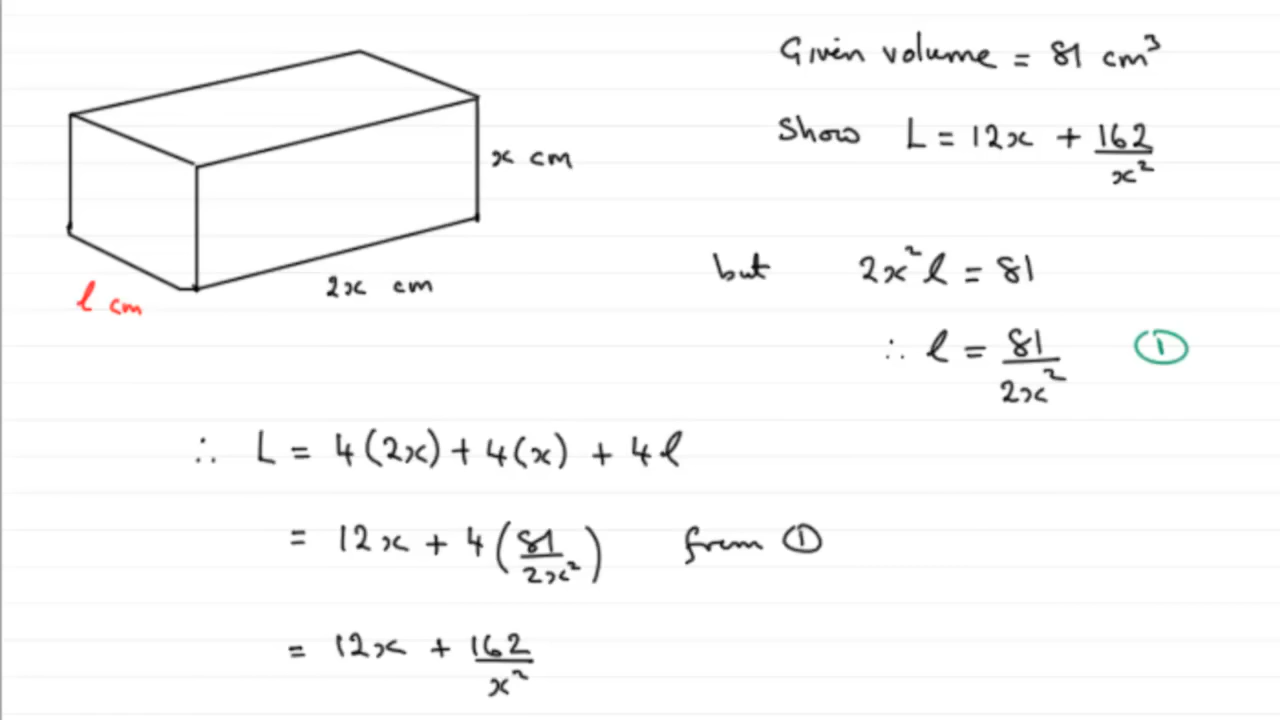 Given volume = 81 cm³
Show L = 12x + 162/x²
x cm
2x cm
l cm
but 2x²l = 81
∴ l = 81/2x² ①
∴ L = 4(2x) + 4(x) + 4l
= 12x + 4(81/2x²) from ①
= 12x + 162/x²